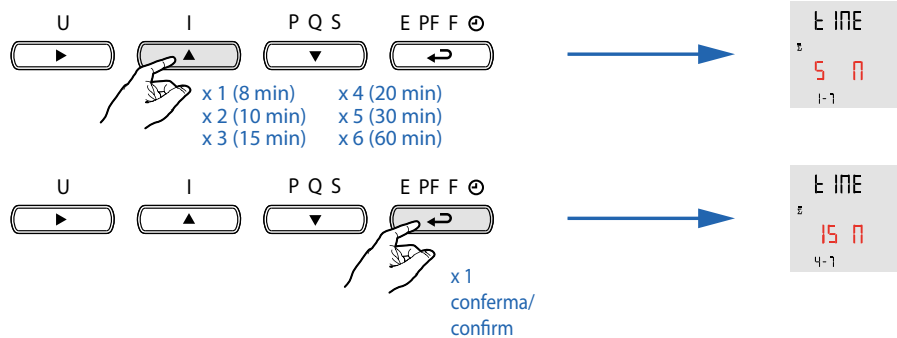 U I P Q S E PF F
t IME
Σ
5 M
1-7
x 1 (8 min) x 4 (20 min)
x 2 (10 min) x 5 (30 min)
x 3 (15 min) x 6 (60 min)
U I P Q S E PF F
t IME
Σ
15 M
4-7
x 1
conferma/
confirm